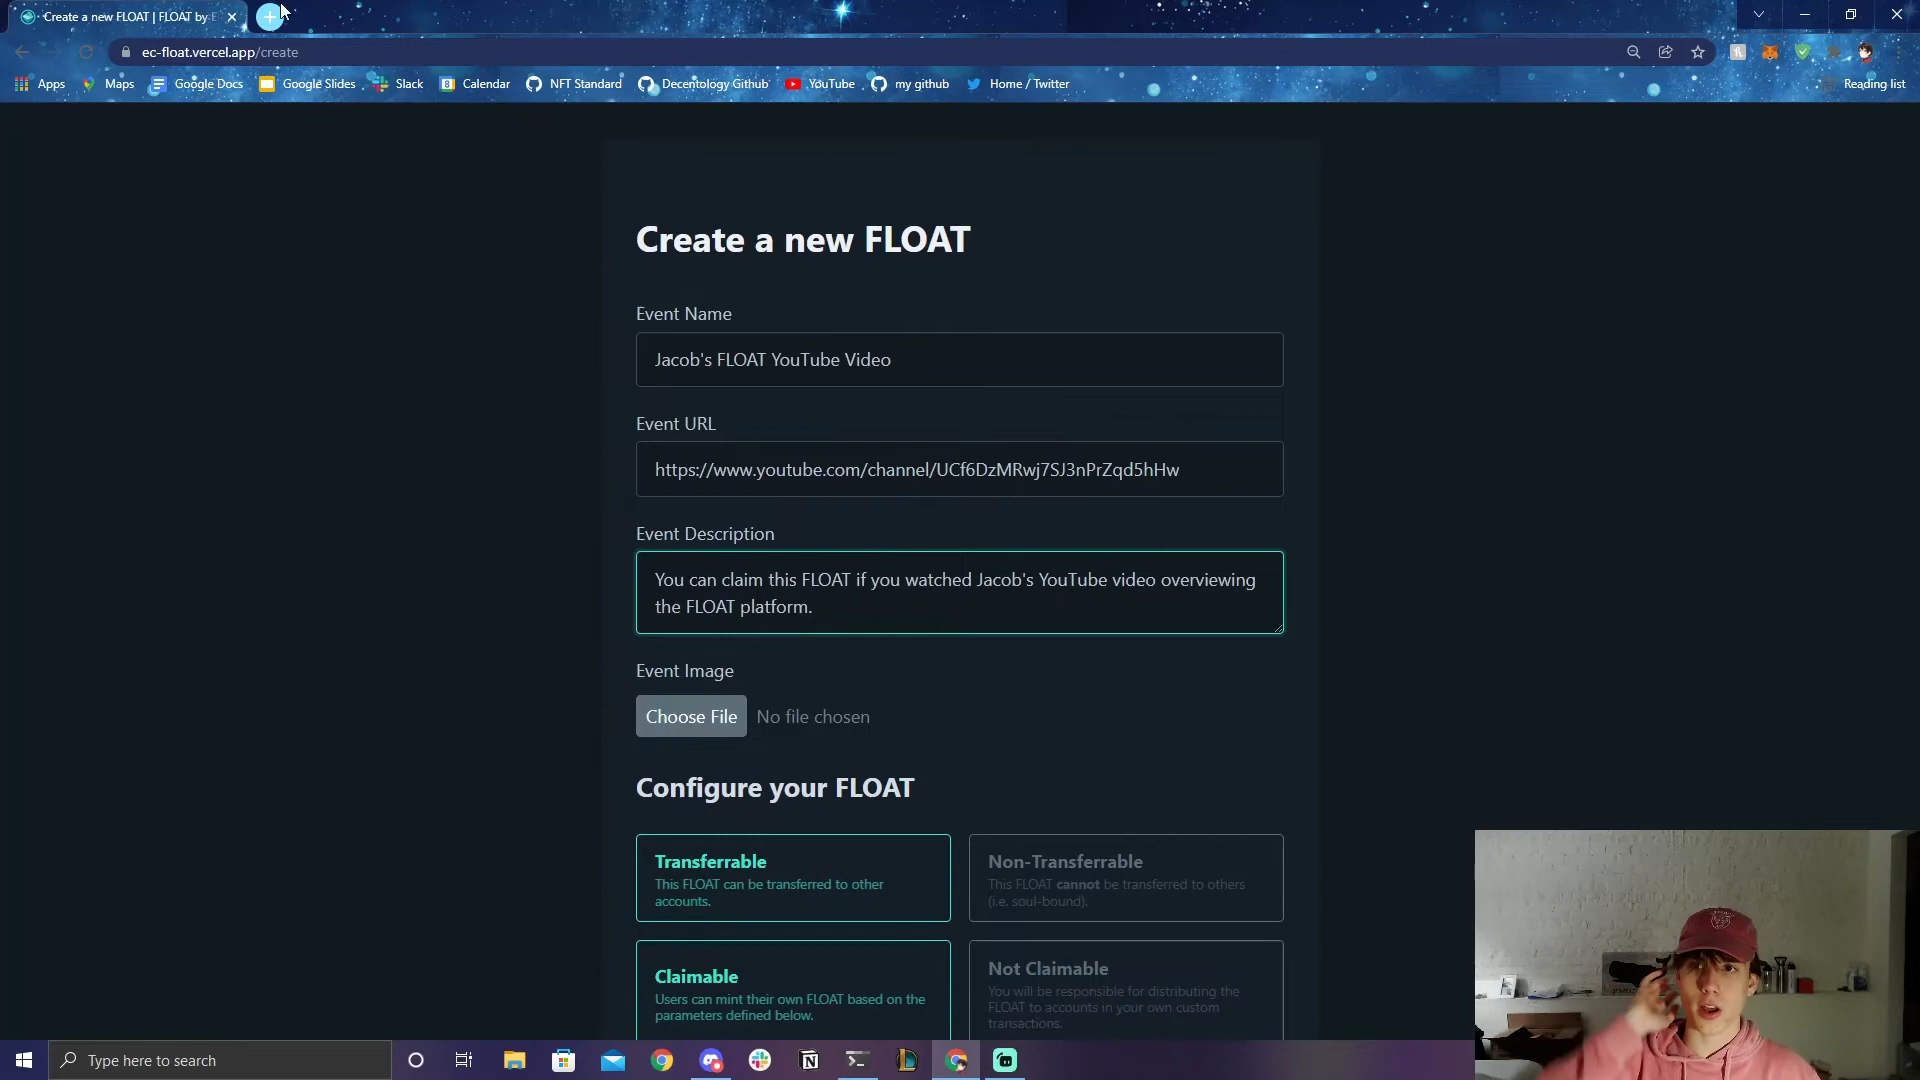 Create a new FLOAT | FLOAT by E
ec-float.vercel.app/create
Apps
Maps
Google Docs
Google Slides
Slack
Calendar
NFT Standard
Decentology Github
YouTube
my github
Home / Twitter
Reading list
Create a new FLOAT
Event Name
Jacob's FLOAT YouTube Video
Event URL
https://www.youtube.com/channel/UCf6DzMRwj7SJ3nPrZqd5hHw
Event Description
You can claim this FLOAT if you watched Jacob's YouTube video overviewing
the FLOAT platform.
Event Image
Choose File
No file chosen
Configure your FLOAT
Transferrable
This FLOAT can be transferred to other
accounts.
Non-Transferrable
This FLOAT cannot be transferred to others
(i.e. soul-bound).
Claimable
Users can mint their own FLOAT based on the
parameters defined below.
Not Claimable
You will be responsible for distributing the
FLOAT to accounts in your own custom
transactions.
Type here to search